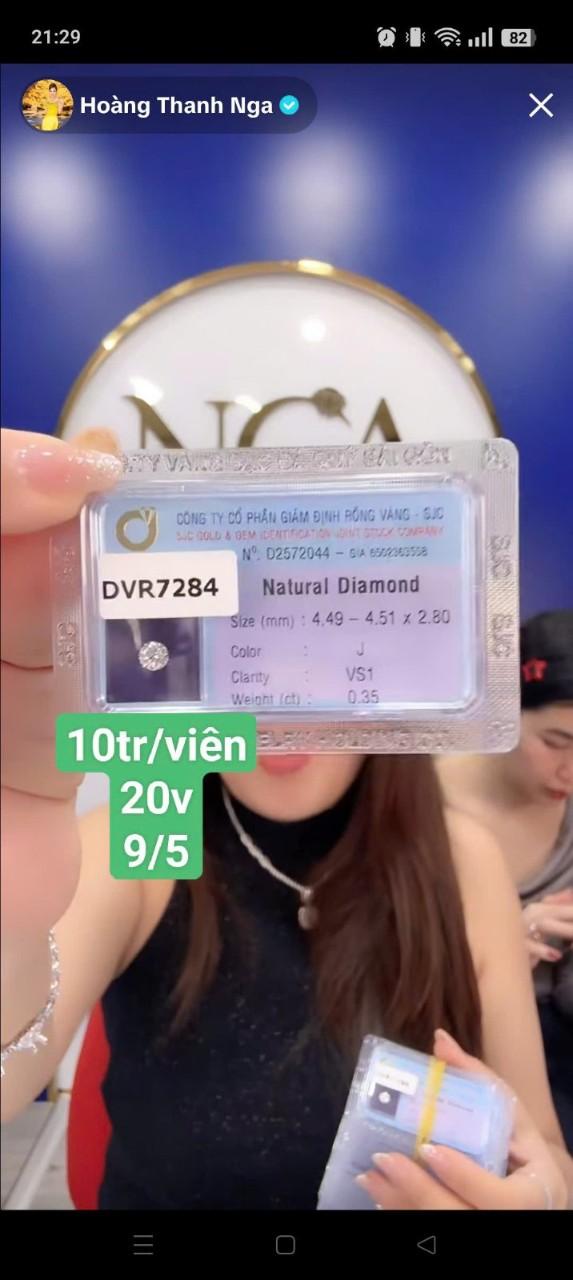 21:29
82
Hoàng Thanh Nga
NGA
CÔNG TY CỔ PHẦN GIÁM ĐỊNH RỒNG VÀNG - SJC
SJC GOLD & GEM IDENTIFICATION JOINT STOCK COMPANY
Nº. D2572044 – GIA 6502363558
DVR7284
Natural Diamond
Size (mm) : 4.49 – 4.51 x 2.80
Color : J
Clarity : VS1
Weight (ct) : 0.35
10tr/viên
20v
9/5